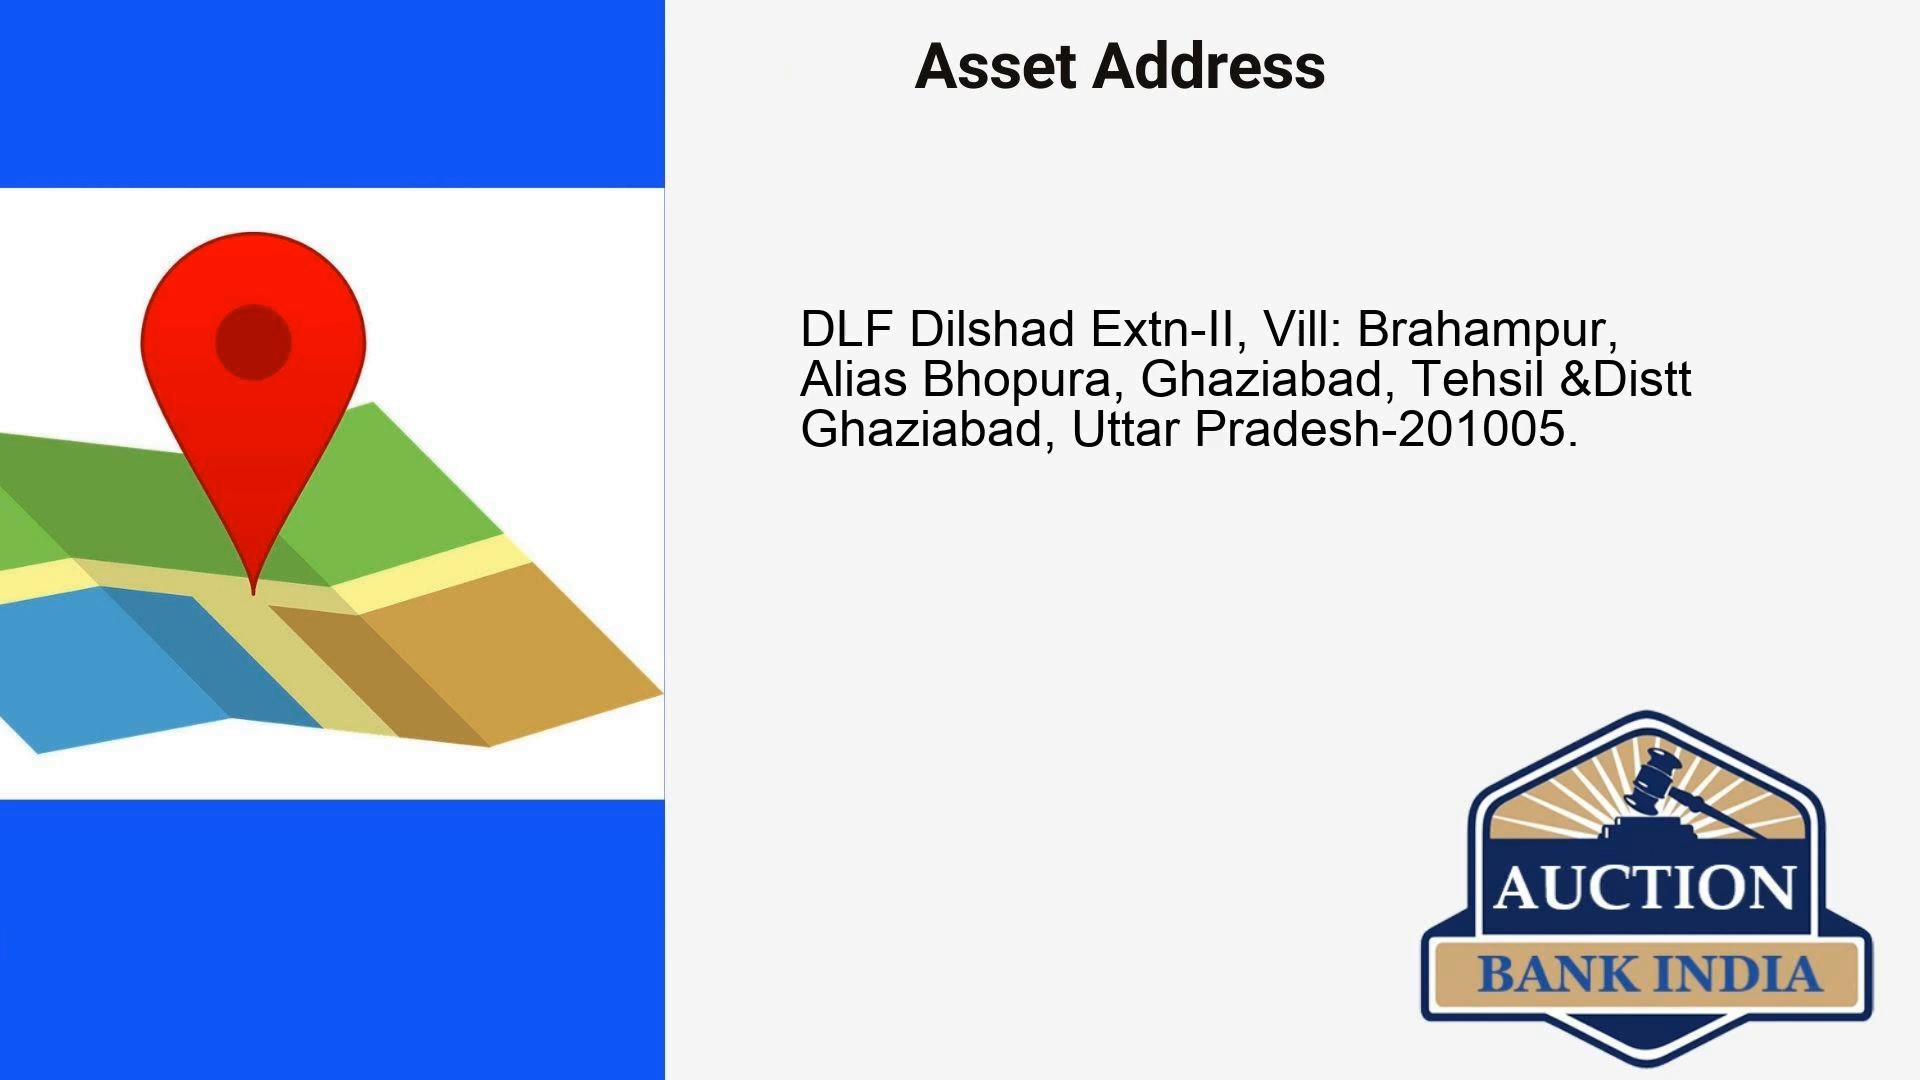 Asset Address
DLF Dilshad Extn-II, Vill: Brahampur,
Alias Bhopura, Ghaziabad, Tehsil &Distt
Ghaziabad, Uttar Pradesh-201005.
AUCTION
BANK INDIA